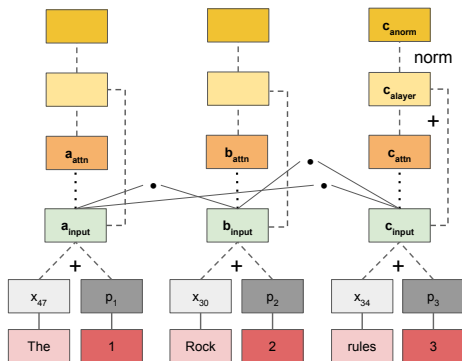 c_anorm
norm
c_alayer
+
a_attn b_attn c_attn
• • •
a_input b_input c_input
+ + +
x_47 p_1 x_30 p_2 x_34 p_3
The 1 Rock 2 rules 3